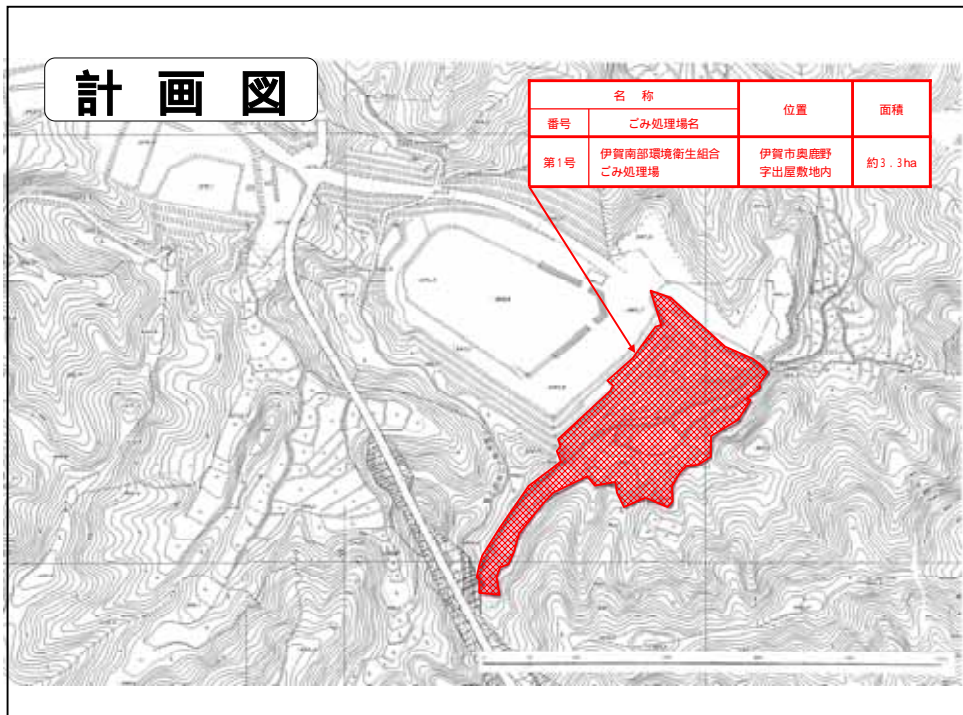 計画図
名 称
位置
面積
番号
ごみ処理場名
第1号
伊賀南部環境衛生組合
ごみ処理場
伊賀市奥鹿野
字出屋敷地内
約3.3ha